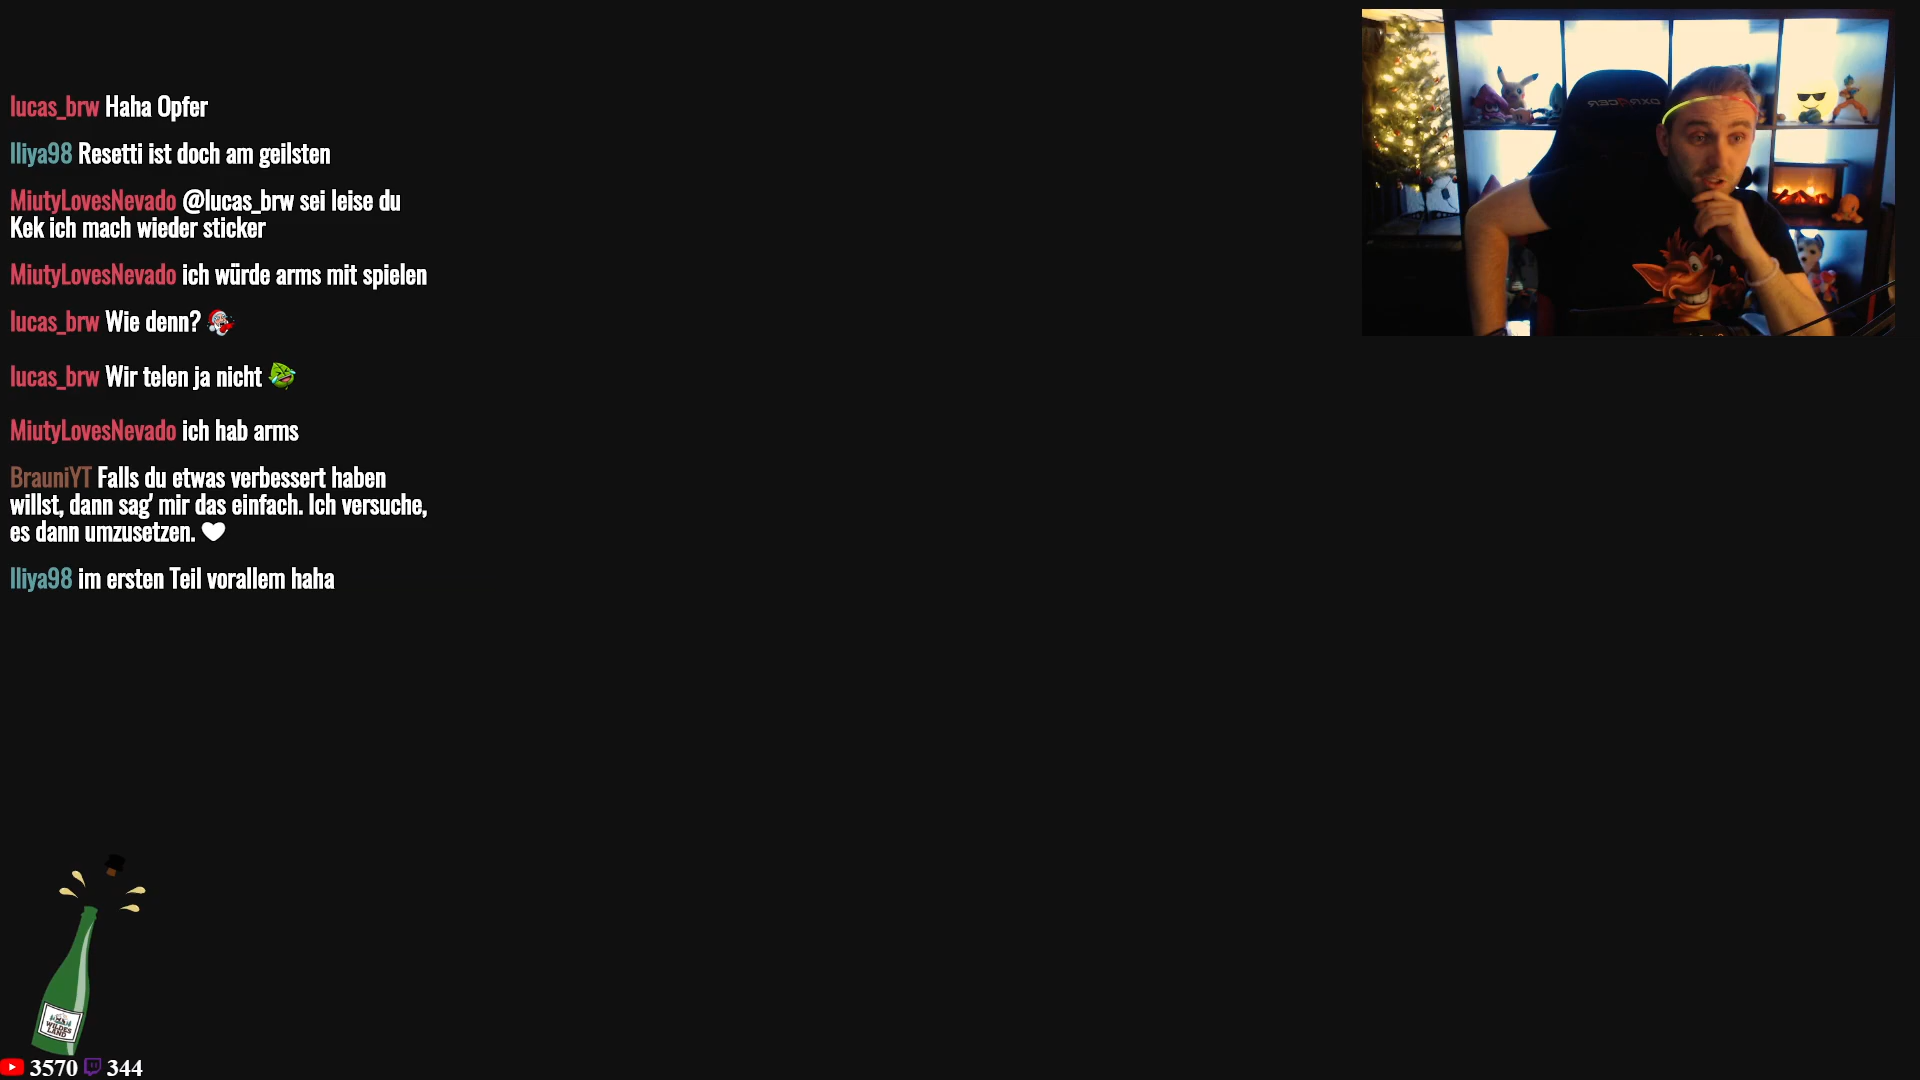 lucas_brw Haha Opfer
Iliya98 Resetti ist doch am geilsten
MiutyLovesNevado @lucas_brw sei leise du
Kek ich mach wieder sticker
MiutyLovesNevado ich würde arms mit spielen
lucas_brw Wie denn?
lucas_brw Wir telen ja nicht
MiutyLovesNevado ich hab arms
BrauniYT Falls du etwas verbessert haben
willst, dann sag' mir das einfach. Ich versuche,
es dann umzusetzen.
Iliya98 im ersten Teil vorallem haha
WILDES
LAND
3570 344